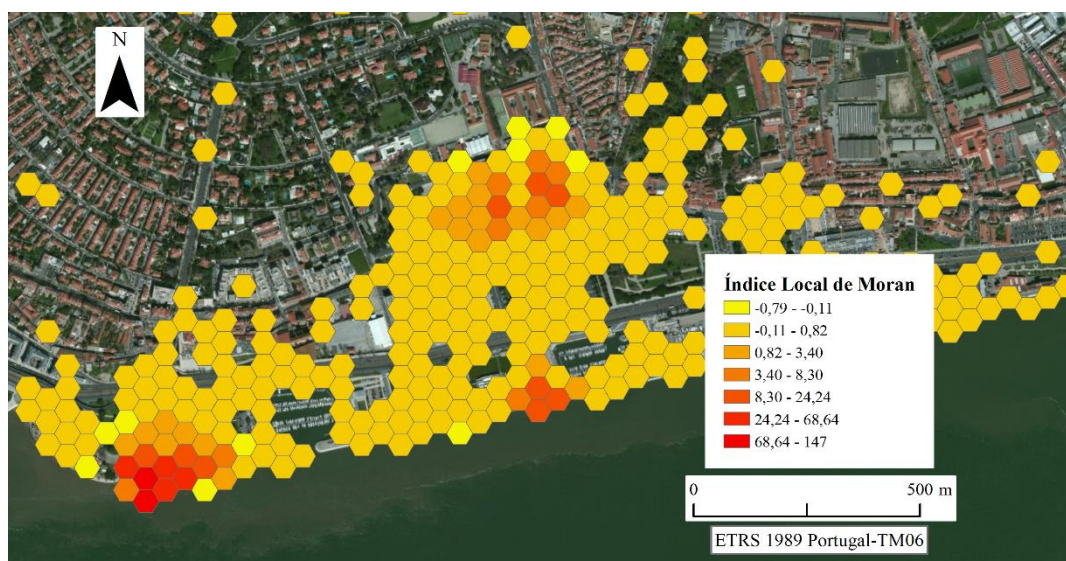 N
Índice Local de Moran
-0,79 - -0,11
-0,11 - 0,82
0,82 - 3,40
3,40 - 8,30
8,30 - 24,24
24,24 - 68,64
68,64 - 147
0 500 m
ETRS 1989 Portugal-TM06